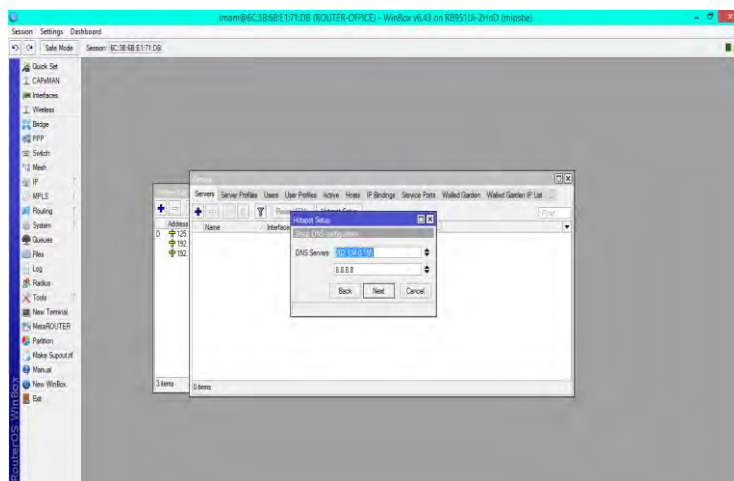 imam@6C:3B:6B:E1:71:DB (ROUTER-OFFICE) - WinBox v6.43 on RB951Ui-2HnD (mipsbe)
Session Settings Dashboard
Safe Mode Session: 6C:3B:6B:E1:71:DB
Quick Set
CAPsMAN
Interfaces
Wireless
Bridge
PPP
Switch
Mesh
IP
MPLS
Routing
System
Queues
Files
Log
Radius
Tools
New Terminal
MetaROUTER
Partition
Make Supout.rif
Manual
New WinBox
Exit
RouterOS WinBox
Address
D 125
192
192
3 items
Servers Server Profiles Users User Profiles Active Hosts IP Bindings Service Ports Walled Garden Walled Garden IP List ...
Find
Name Interface
0 items
Hotspot Setup
Setup DNS configuration
DNS Servers:
8.8.8.8
Back Next Cancel